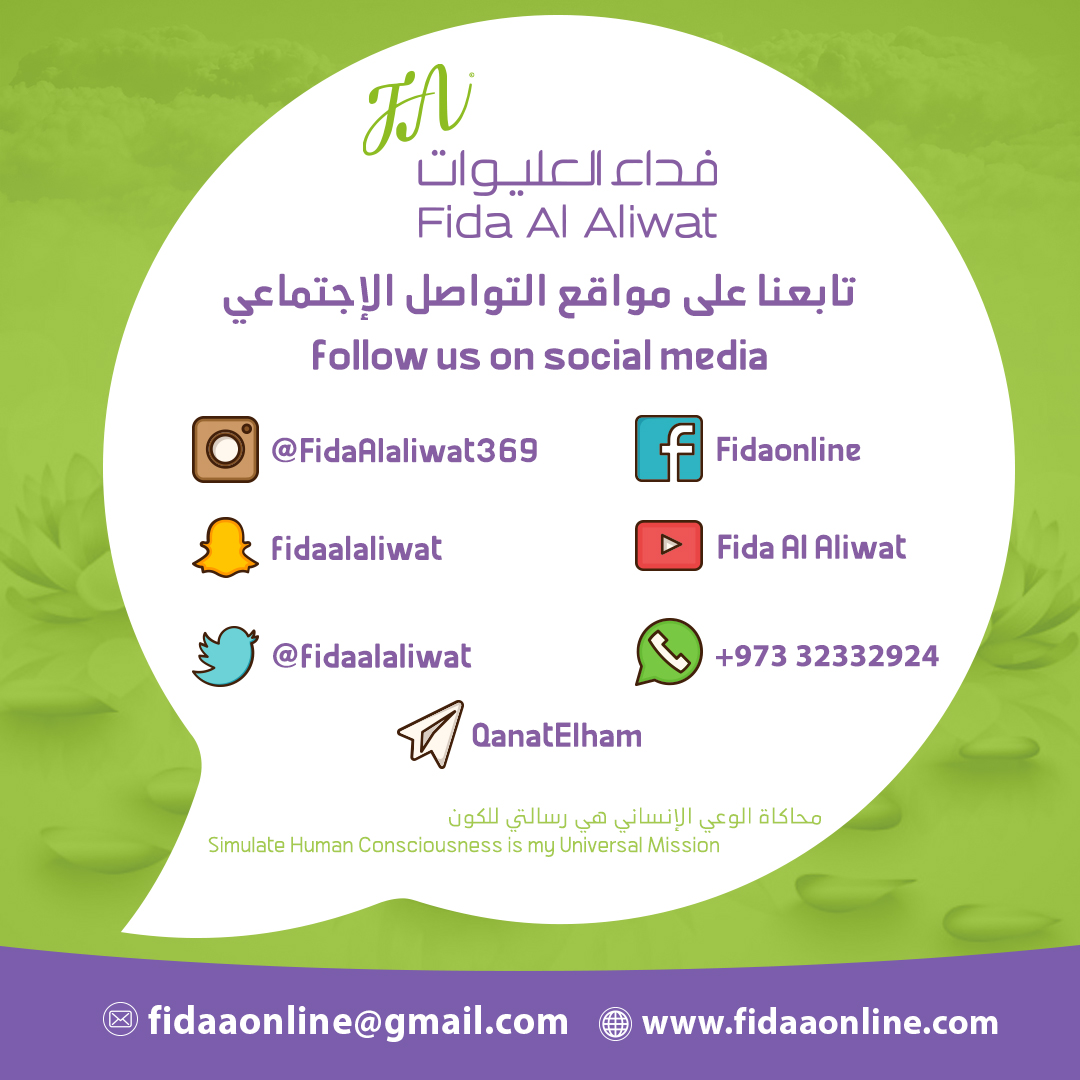 FA
فداء العليوات
Fida Al Aliwat
تابعنا على مواقع التواصل الإجتماعي
follow us on social media
@FidaAlaliwat369
Fidaonline
fidaalaliwat
Fida Al Aliwat
@fidaalaliwat
+973 32332924
QanatElham
محاكاة الوعي الإنساني هي رسالتي للكون
Simulate Human Consciousness is my Universal Mission
fidaaonline@gmail.com
www.fidaaonline.com